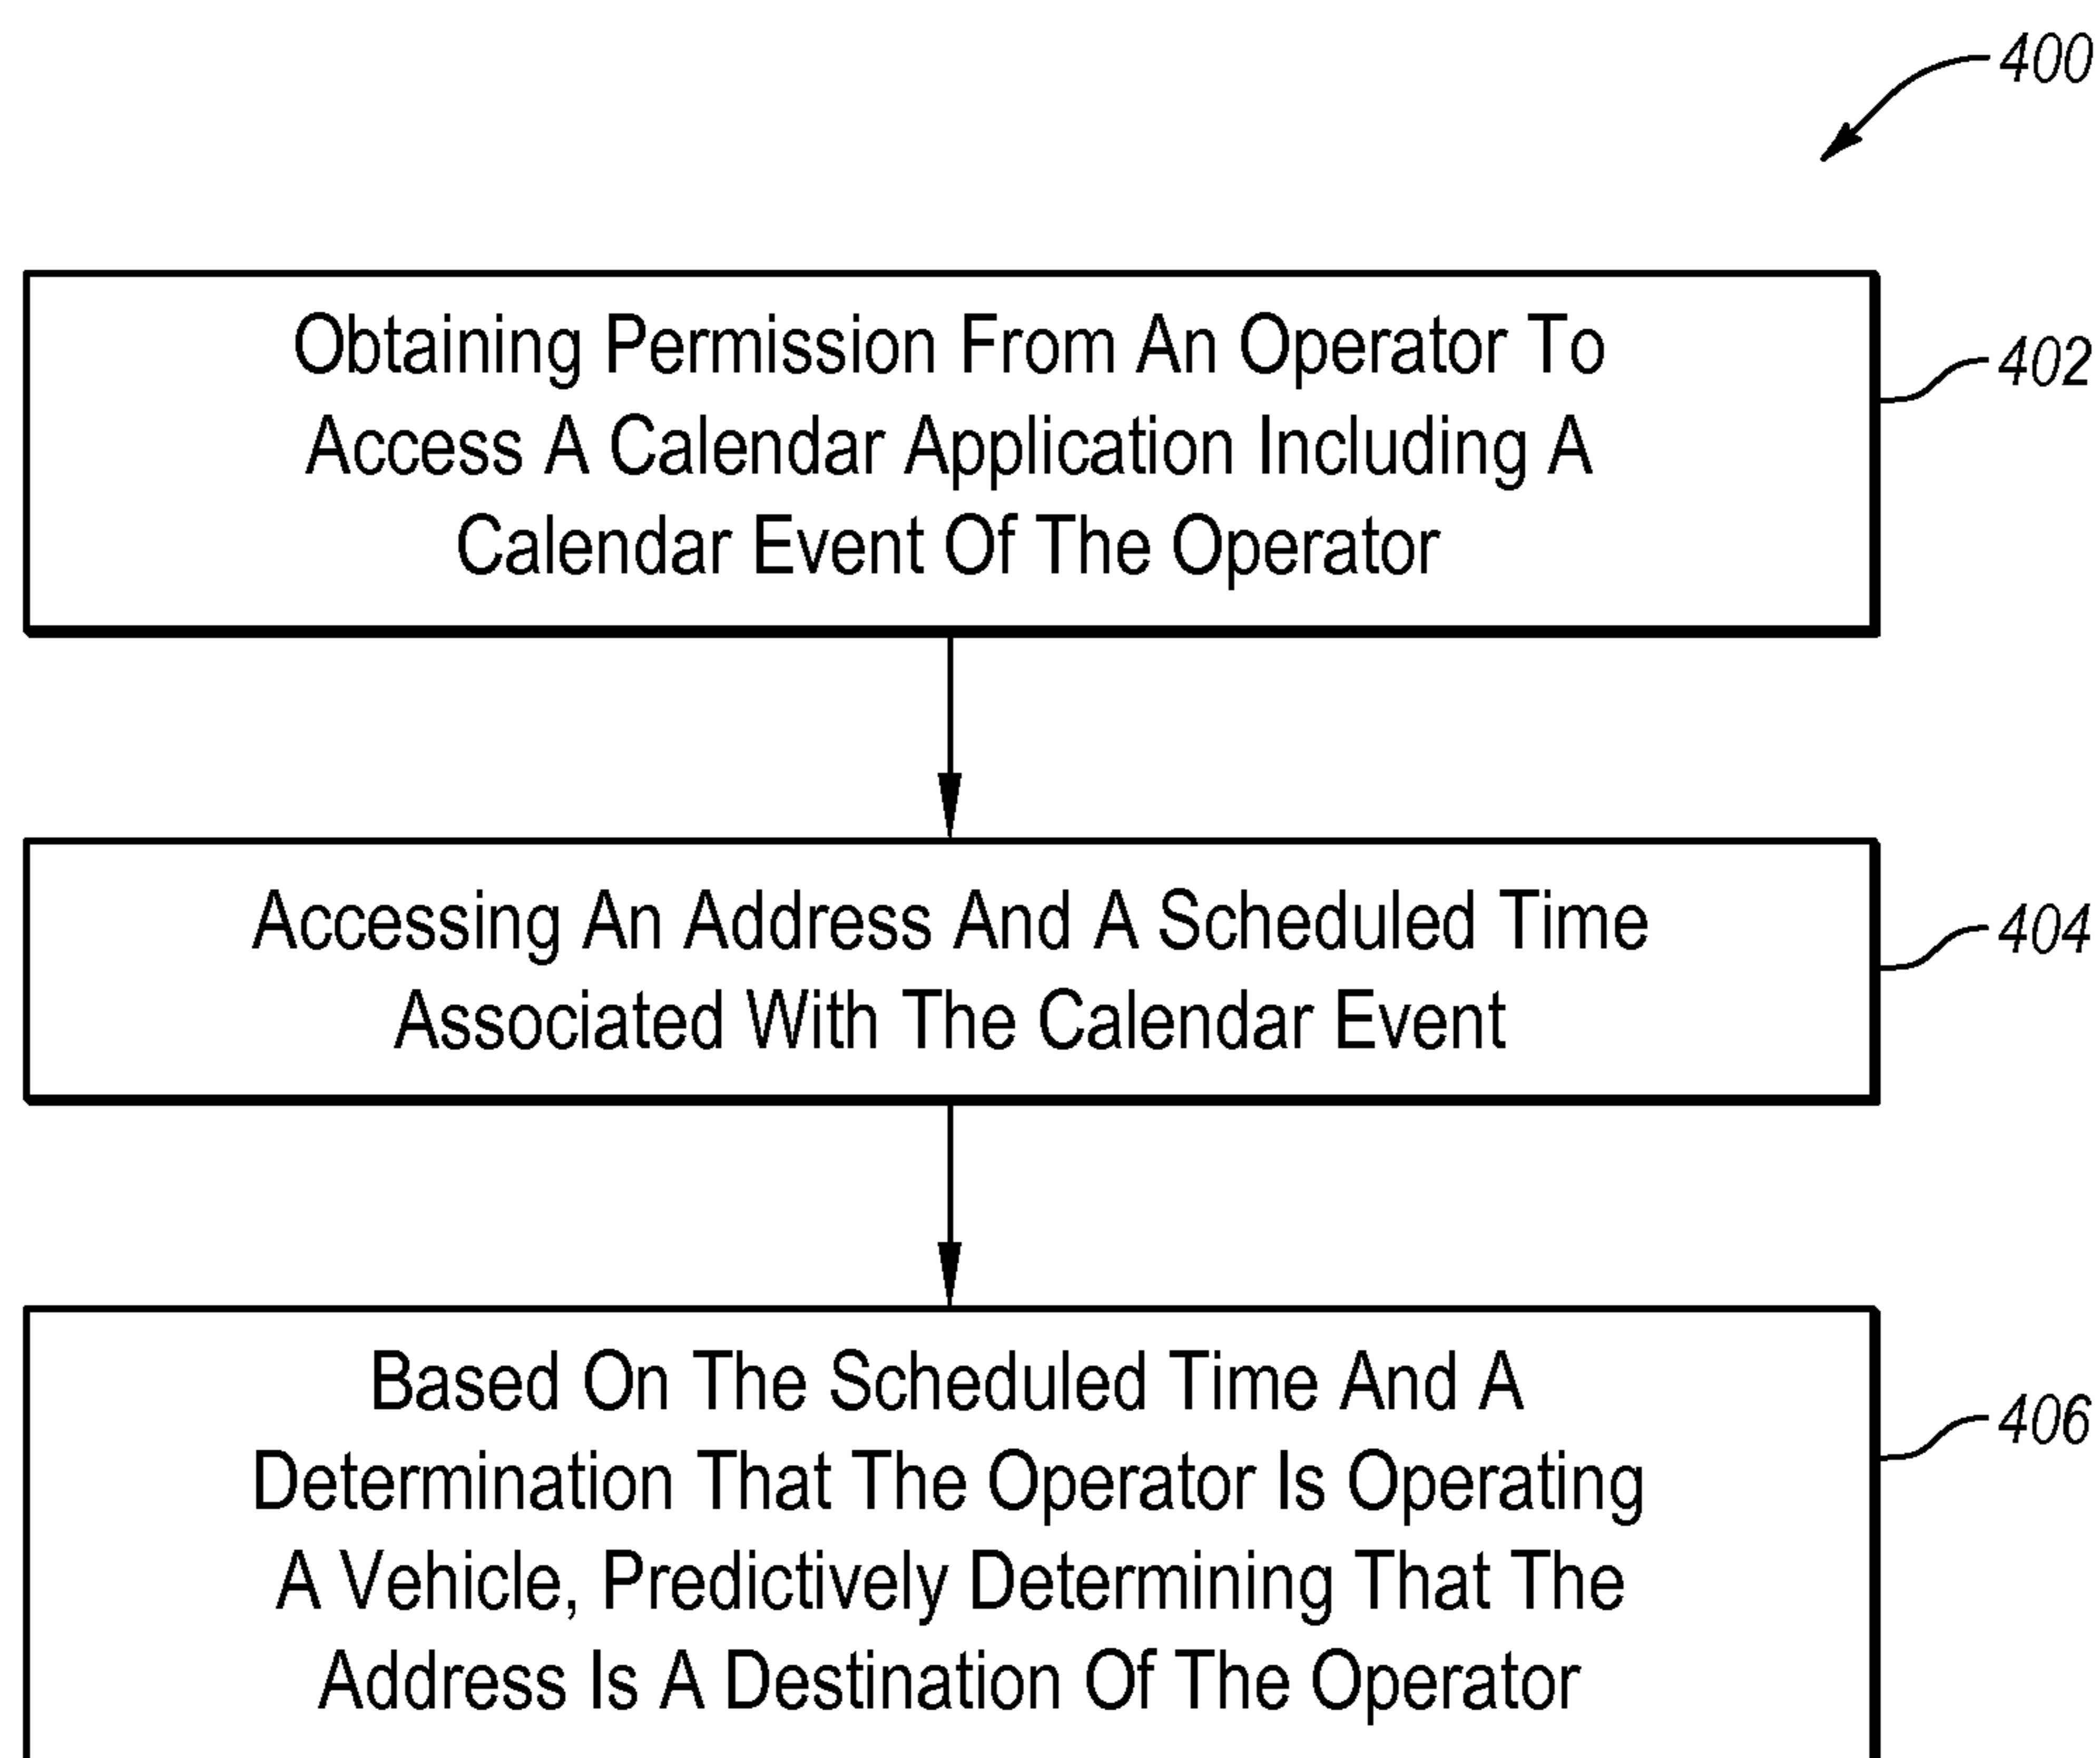 400
Obtaining Permission From An Operator To
Access A Calendar Application Including A
Calendar Event Of The Operator
402
Accessing An Address And A Scheduled Time
Associated With The Calendar Event
404
Based On The Scheduled Time And A
Determination That The Operator Is Operating
A Vehicle, Predictively Determining That The
Address Is A Destination Of The Operator
406